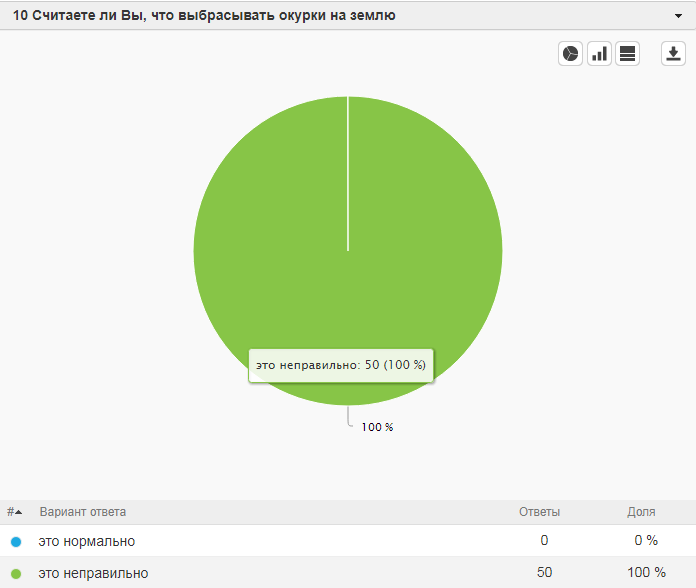 10 Считаете ли Вы, что выбрасывать окурки на землю
это неправильно: 50 (100 %)
100 %
# Вариант ответа Ответы Доля
это нормально 0 0 %
это неправильно 50 100 %